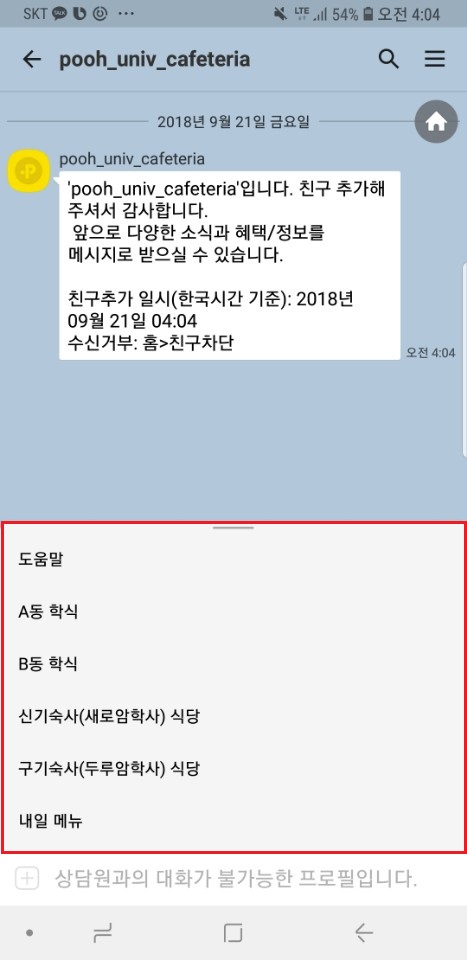 SKT TALK LTE 54% 오전 4:04
pooh_univ_cafeteria
2018년 9월 21일 금요일
pooh_univ_cafeteria
'pooh_univ_cafeteria'입니다. 친구 추가해
주셔서 감사합니다.
앞으로 다양한 소식과 혜택/정보를
메시지로 받으실 수 있습니다.
친구추가 일시(한국시간 기준): 2018년
09월 21일 04:04
수신거부: 홈>친구차단
오전 4:04
도움말
A동 학식
B동 학식
신기숙사(새로암학사) 식당
구기숙사(두루암학사) 식당
내일 메뉴
상담원과의 대화가 불가능한 프로필입니다.